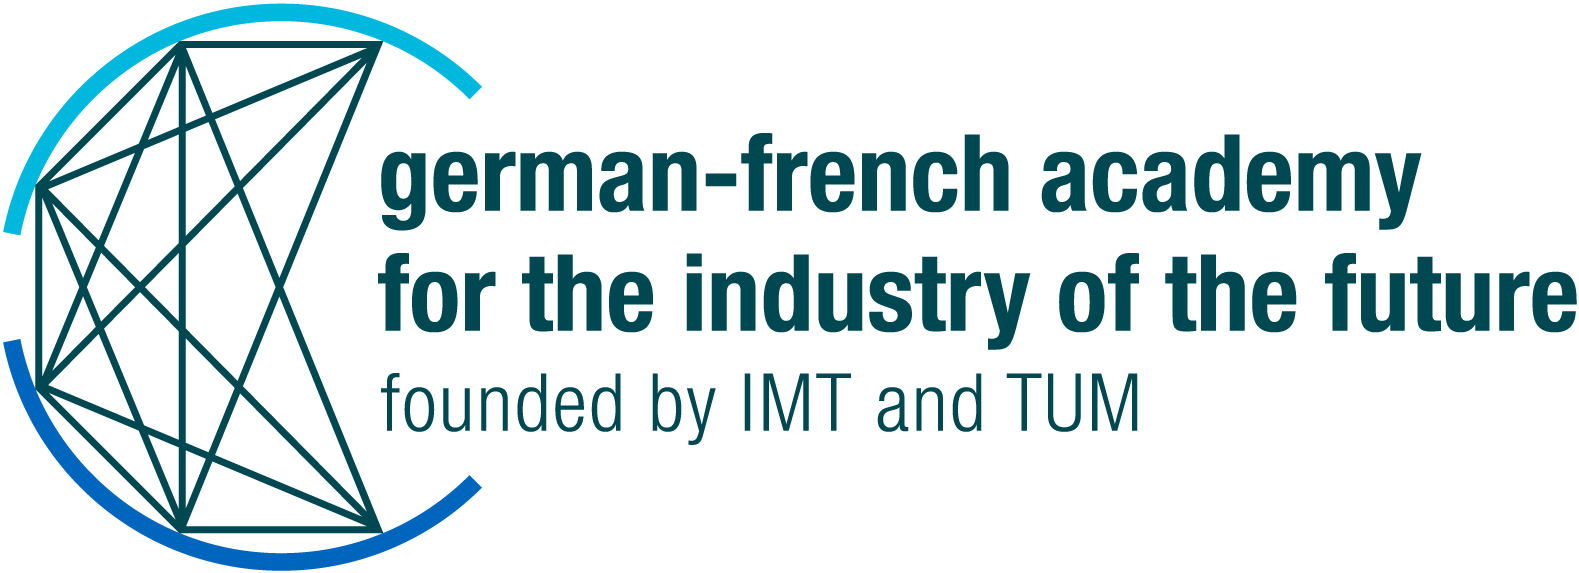 german-french academy
for the industry of the future
founded by IMT and TUM